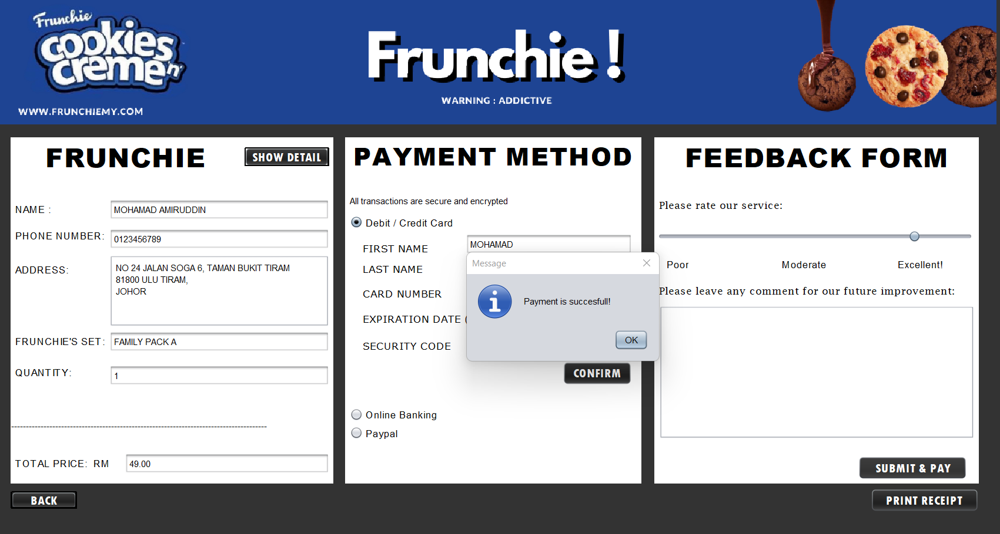 Frunchie
cookies
creme n'
WWW.FRUNCHIEMY.COM
Frunchie !
WARNING : ADDICTIVE
FRUNCHIE
SHOW DETAIL
NAME :
MOHAMAD AMIRUDDIN
PHONE NUMBER:
0123456789
ADDRESS:
NO 24 JALAN SOGA 6, TAMAN BUKIT TIRAM
81800 ULU TIRAM,
JOHOR
FRUNCHIE'S SET:
FAMILY PACK A
QUANTITY:
1
TOTAL PRICE: RM
49.00
BACK
PAYMENT METHOD
All transactions are secure and encrypted
Debit / Credit Card
FIRST NAME
MOHAMAD
LAST NAME
CARD NUMBER
EXPIRATION DATE (
SECURITY CODE
Message
Payment is succesfull!
OK
CONFIRM
Online Banking
Paypal
FEEDBACK FORM
Please rate our service:
Poor
Moderate
Excellent!
Please leave any comment for our future improvement:
SUBMIT & PAY
PRINT RECEIPT